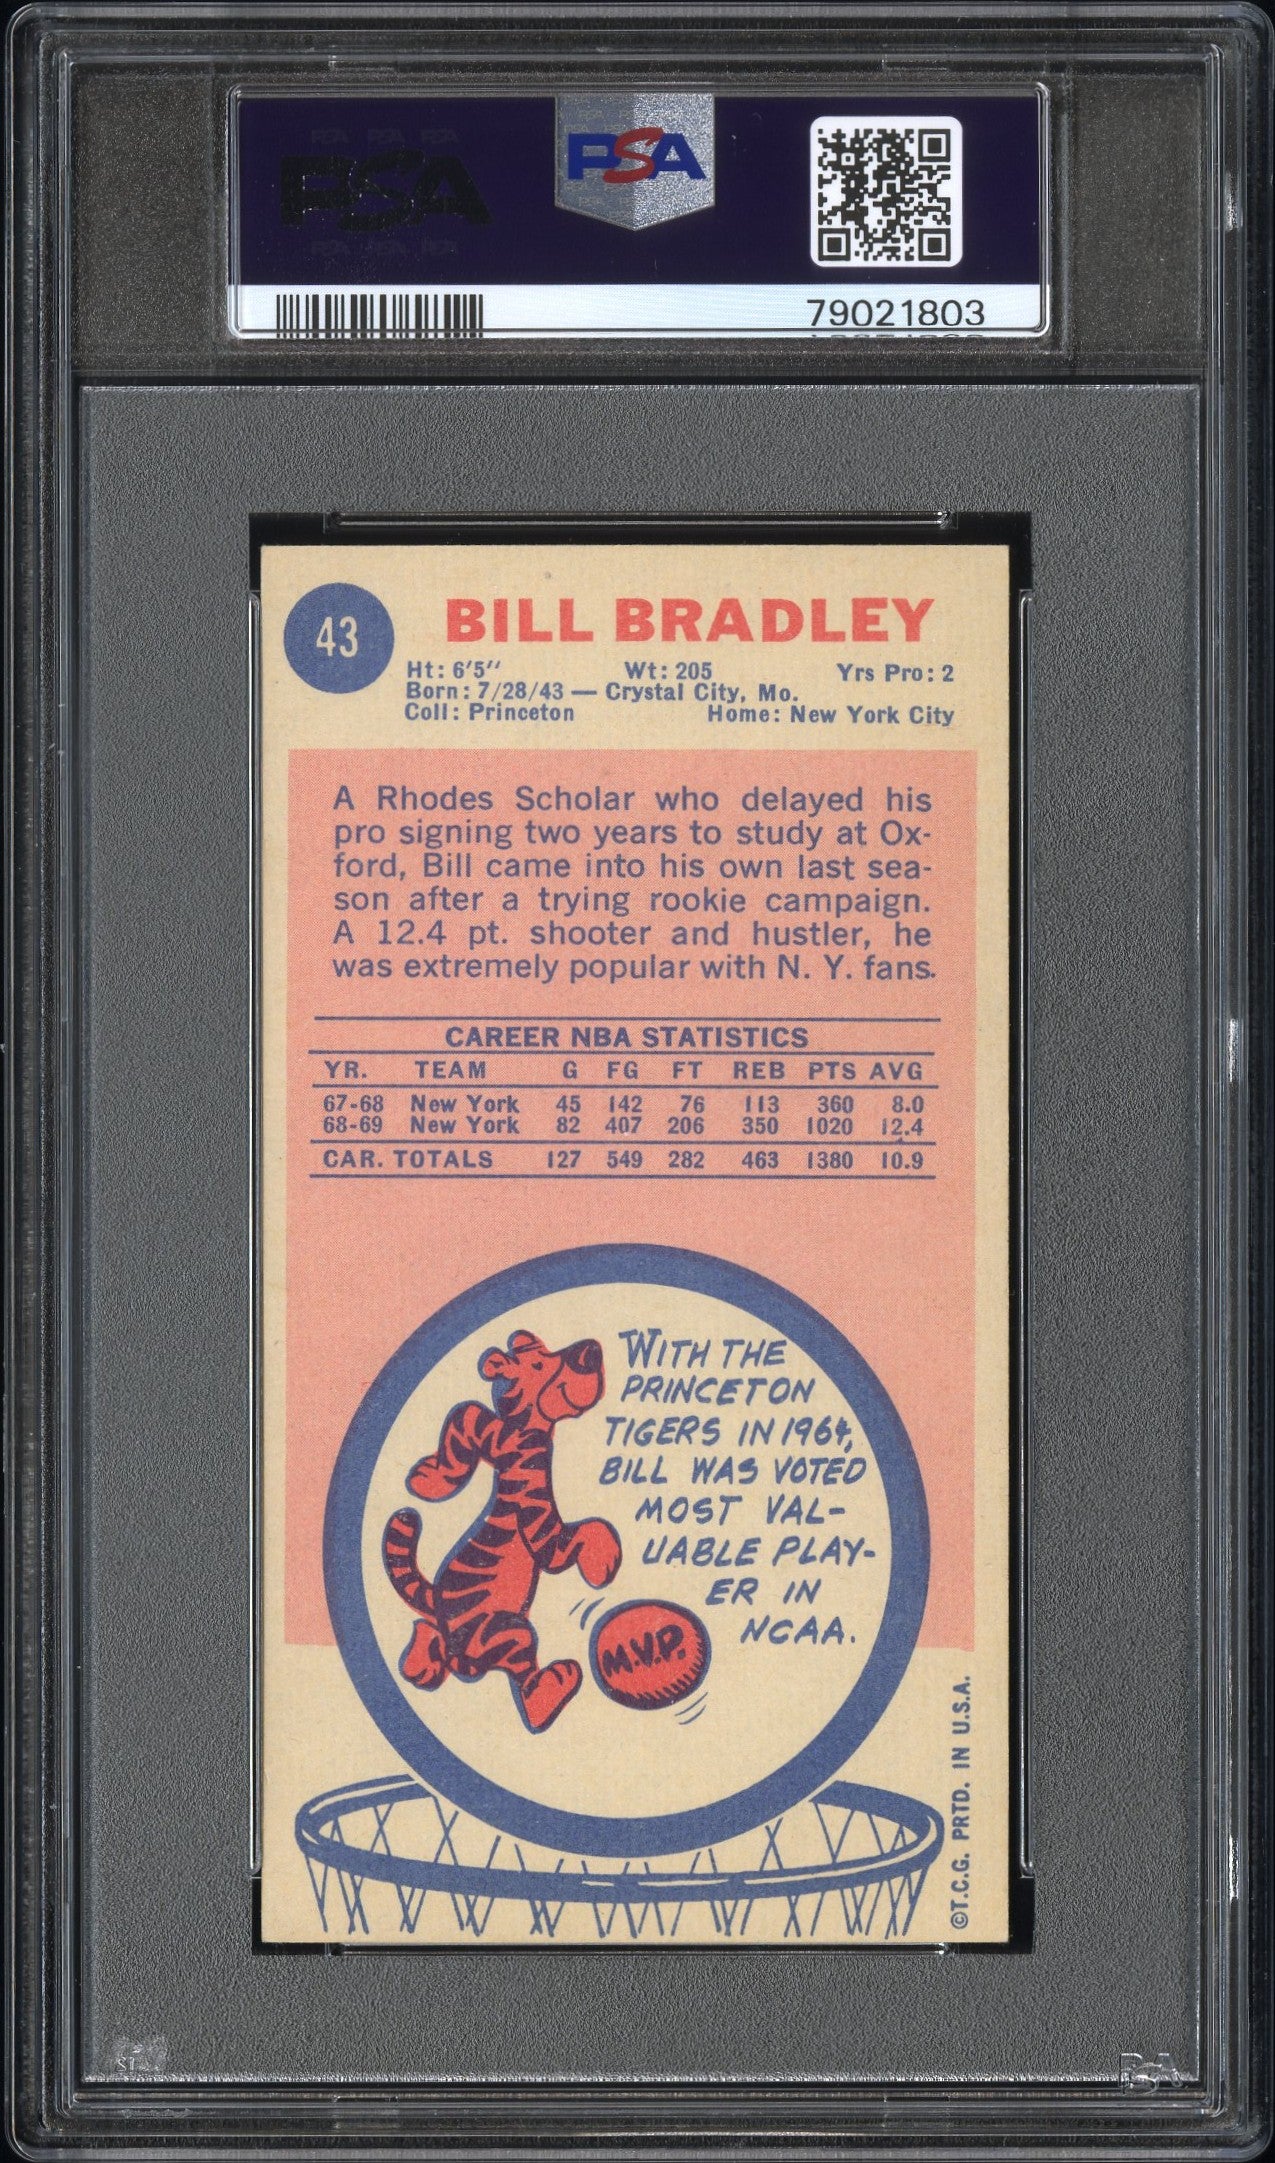 PSA
PSA
79021803
43
BILL BRADLEY
Ht: 6'5" Wt: 205 Yrs Pro: 2
Born: 7/28/43 — Crystal City, Mo.
Coll: Princeton Home: New York City
A Rhodes Scholar who delayed his
pro signing two years to study at Ox-
ford, Bill came into his own last sea-
son after a trying rookie campaign.
A 12.4 pt. shooter and hustler, he
was extremely popular with N. Y. fans.
CAREER NBA STATISTICS
YR. TEAM G FG FT REB PTS AVG
67-68 New York 45 142 76 113 360 8.0
68-69 New York 82 407 206 350 1020 12.4
CAR. TOTALS 127 549 282 463 1380 10.9
WITH THE
PRINCETON
TIGERS IN 1964,
BILL WAS VOTED
MOST VAL-
UABLE PLAY-
ER IN
NCAA.
M.V.P.
©T.C.G. PRTD. IN U.S.A.
PSA